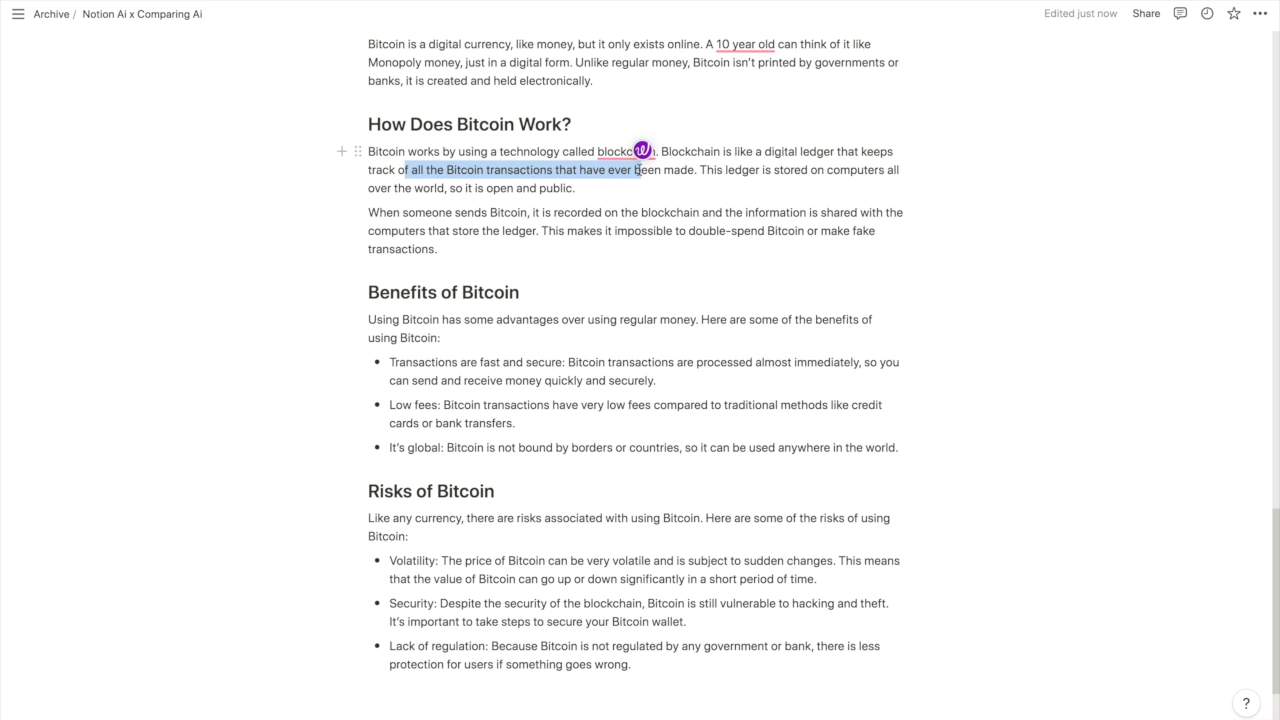 Archive / Notion Ai x Comparing Ai
Edited just now
Share
Bitcoin is a digital currency, like money, but it only exists online. A 10 year old can think of it like
Monopoly money, just in a digital form. Unlike regular money, Bitcoin isn't printed by governments or
banks, it is created and held electronically.
How Does Bitcoin Work?
Bitcoin works by using a technology called Blockchain is like a digital ledger that keeps
track of all the Bitcoin transactions that have ever been made. This ledger is stored on computers all
over the world, so it is open and public.
When someone sends Bitcoin, it is recorded on the blockchain and the information is shared with the
computers that store the ledger. This makes it impossible to double-spend Bitcoin or make fake
transactions.
Benefits of Bitcoin
Using Bitcoin has some advantages over using regular money. Here are some of the benefits of
using Bitcoin:
• Transactions are fast and secure: Bitcoin transactions are processed almost immediately, so you
can send and receive money quickly and securely.
• Low fees: Bitcoin transactions have very low fees compared to traditional methods like credit
cards or bank transfers.
• It's global: Bitcoin is not bound by borders or countries, so it can be used anywhere in the world.
Risks of Bitcoin
Like any currency, there are risks associated with using Bitcoin. Here are some of the risks of using
Bitcoin:
• Volatility: The price of Bitcoin can be very volatile and is subject to sudden changes. This means
that the value of Bitcoin can go up or down significantly in a short period of time.
• Security: Despite the security of the blockchain, Bitcoin is still vulnerable to hacking and theft.
It's important to take steps to secure your Bitcoin wallet.
• Lack of regulation: Because Bitcoin is not regulated by any government or bank, there is less
protection for users if something goes wrong.
?